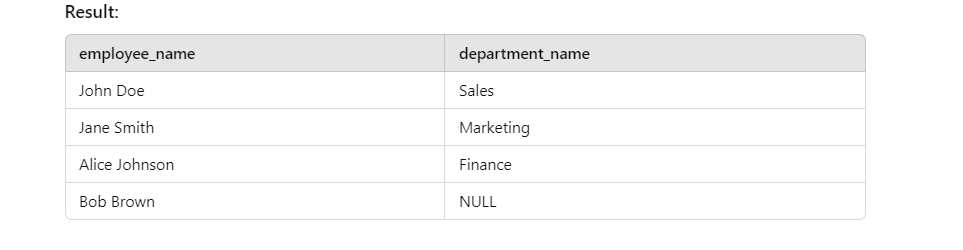 Result:
employee_name department_name
John Doe Sales
Jane Smith Marketing
Alice Johnson Finance
Bob Brown NULL